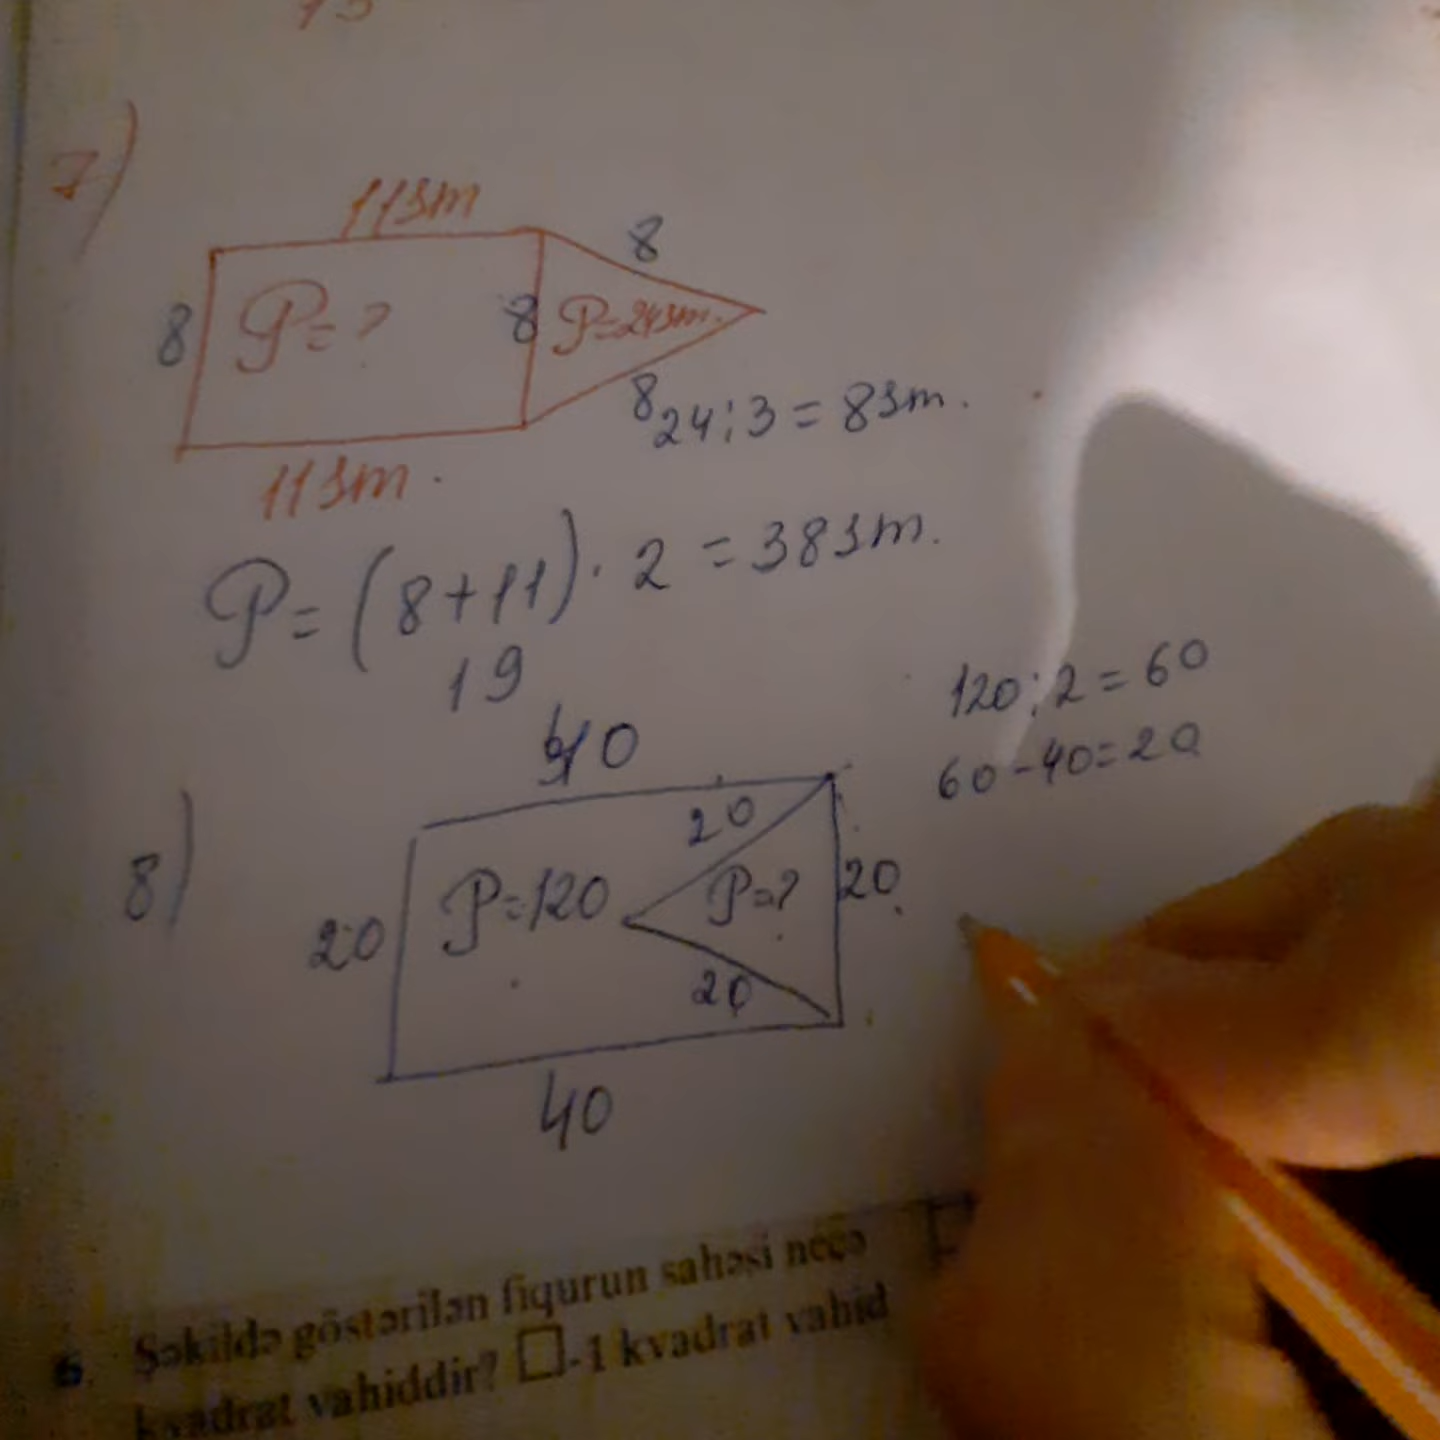 7)
11sm
8
8
P=?
8
P=24sm.
8
24:3=8sm.
11sm.
P=(8+11)·2=38sm.
19
120:2=60
60-40=20
40
8)
20
P=120
P=?
20
20
20
40
6. Şəkildə göstərilən fiqurun sahəsi neçə
kvadrat vahiddir? □-1 kvadrat vahid